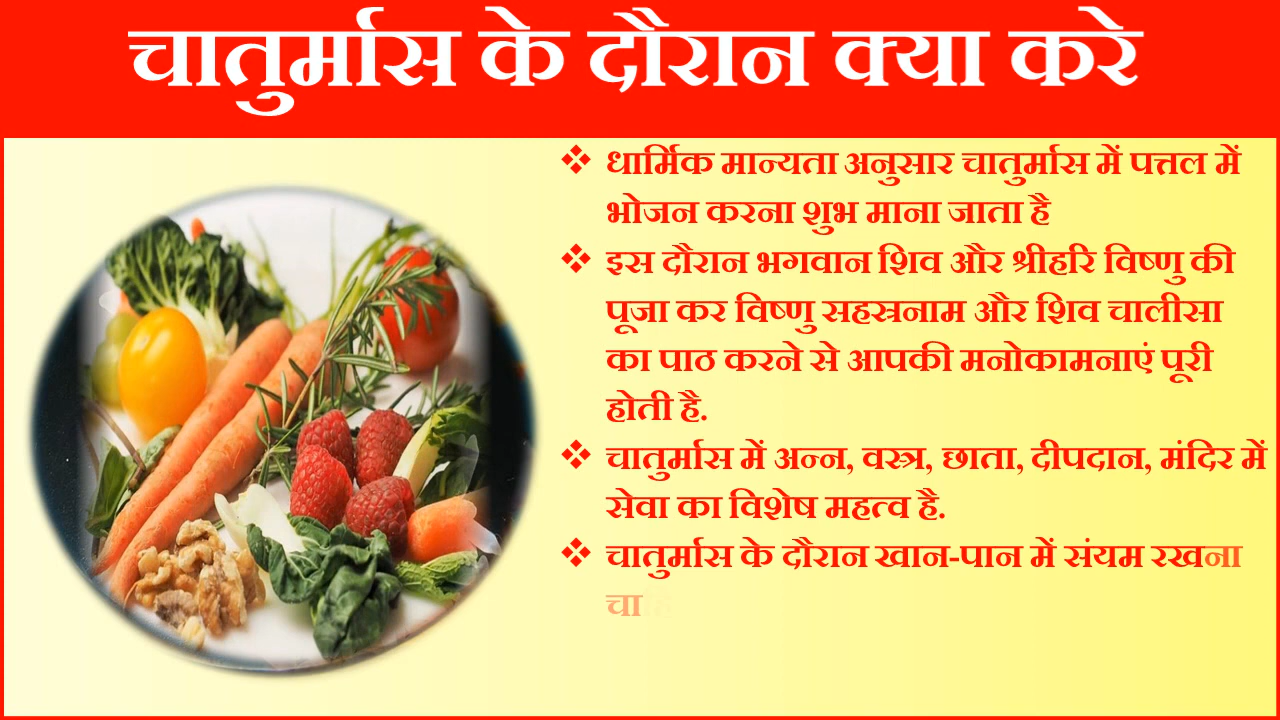 चातुर्मास के दौरान क्या करे
❖ धार्मिक मान्यता अनुसार चातुर्मास में पत्तल में
भोजन करना शुभ माना जाता है
❖ इस दौरान भगवान शिव और श्रीहरि विष्णु की
पूजा कर विष्णु सहस्रनाम और शिव चालीसा
का पाठ करने से आपकी मनोकामनाएं पूरी
होती है.
❖ चातुर्मास में अन्न, वस्त्र, छाता, दीपदान, मंदिर में
सेवा का विशेष महत्व है.
❖ चातुर्मास के दौरान खान-पान में संयम रखना